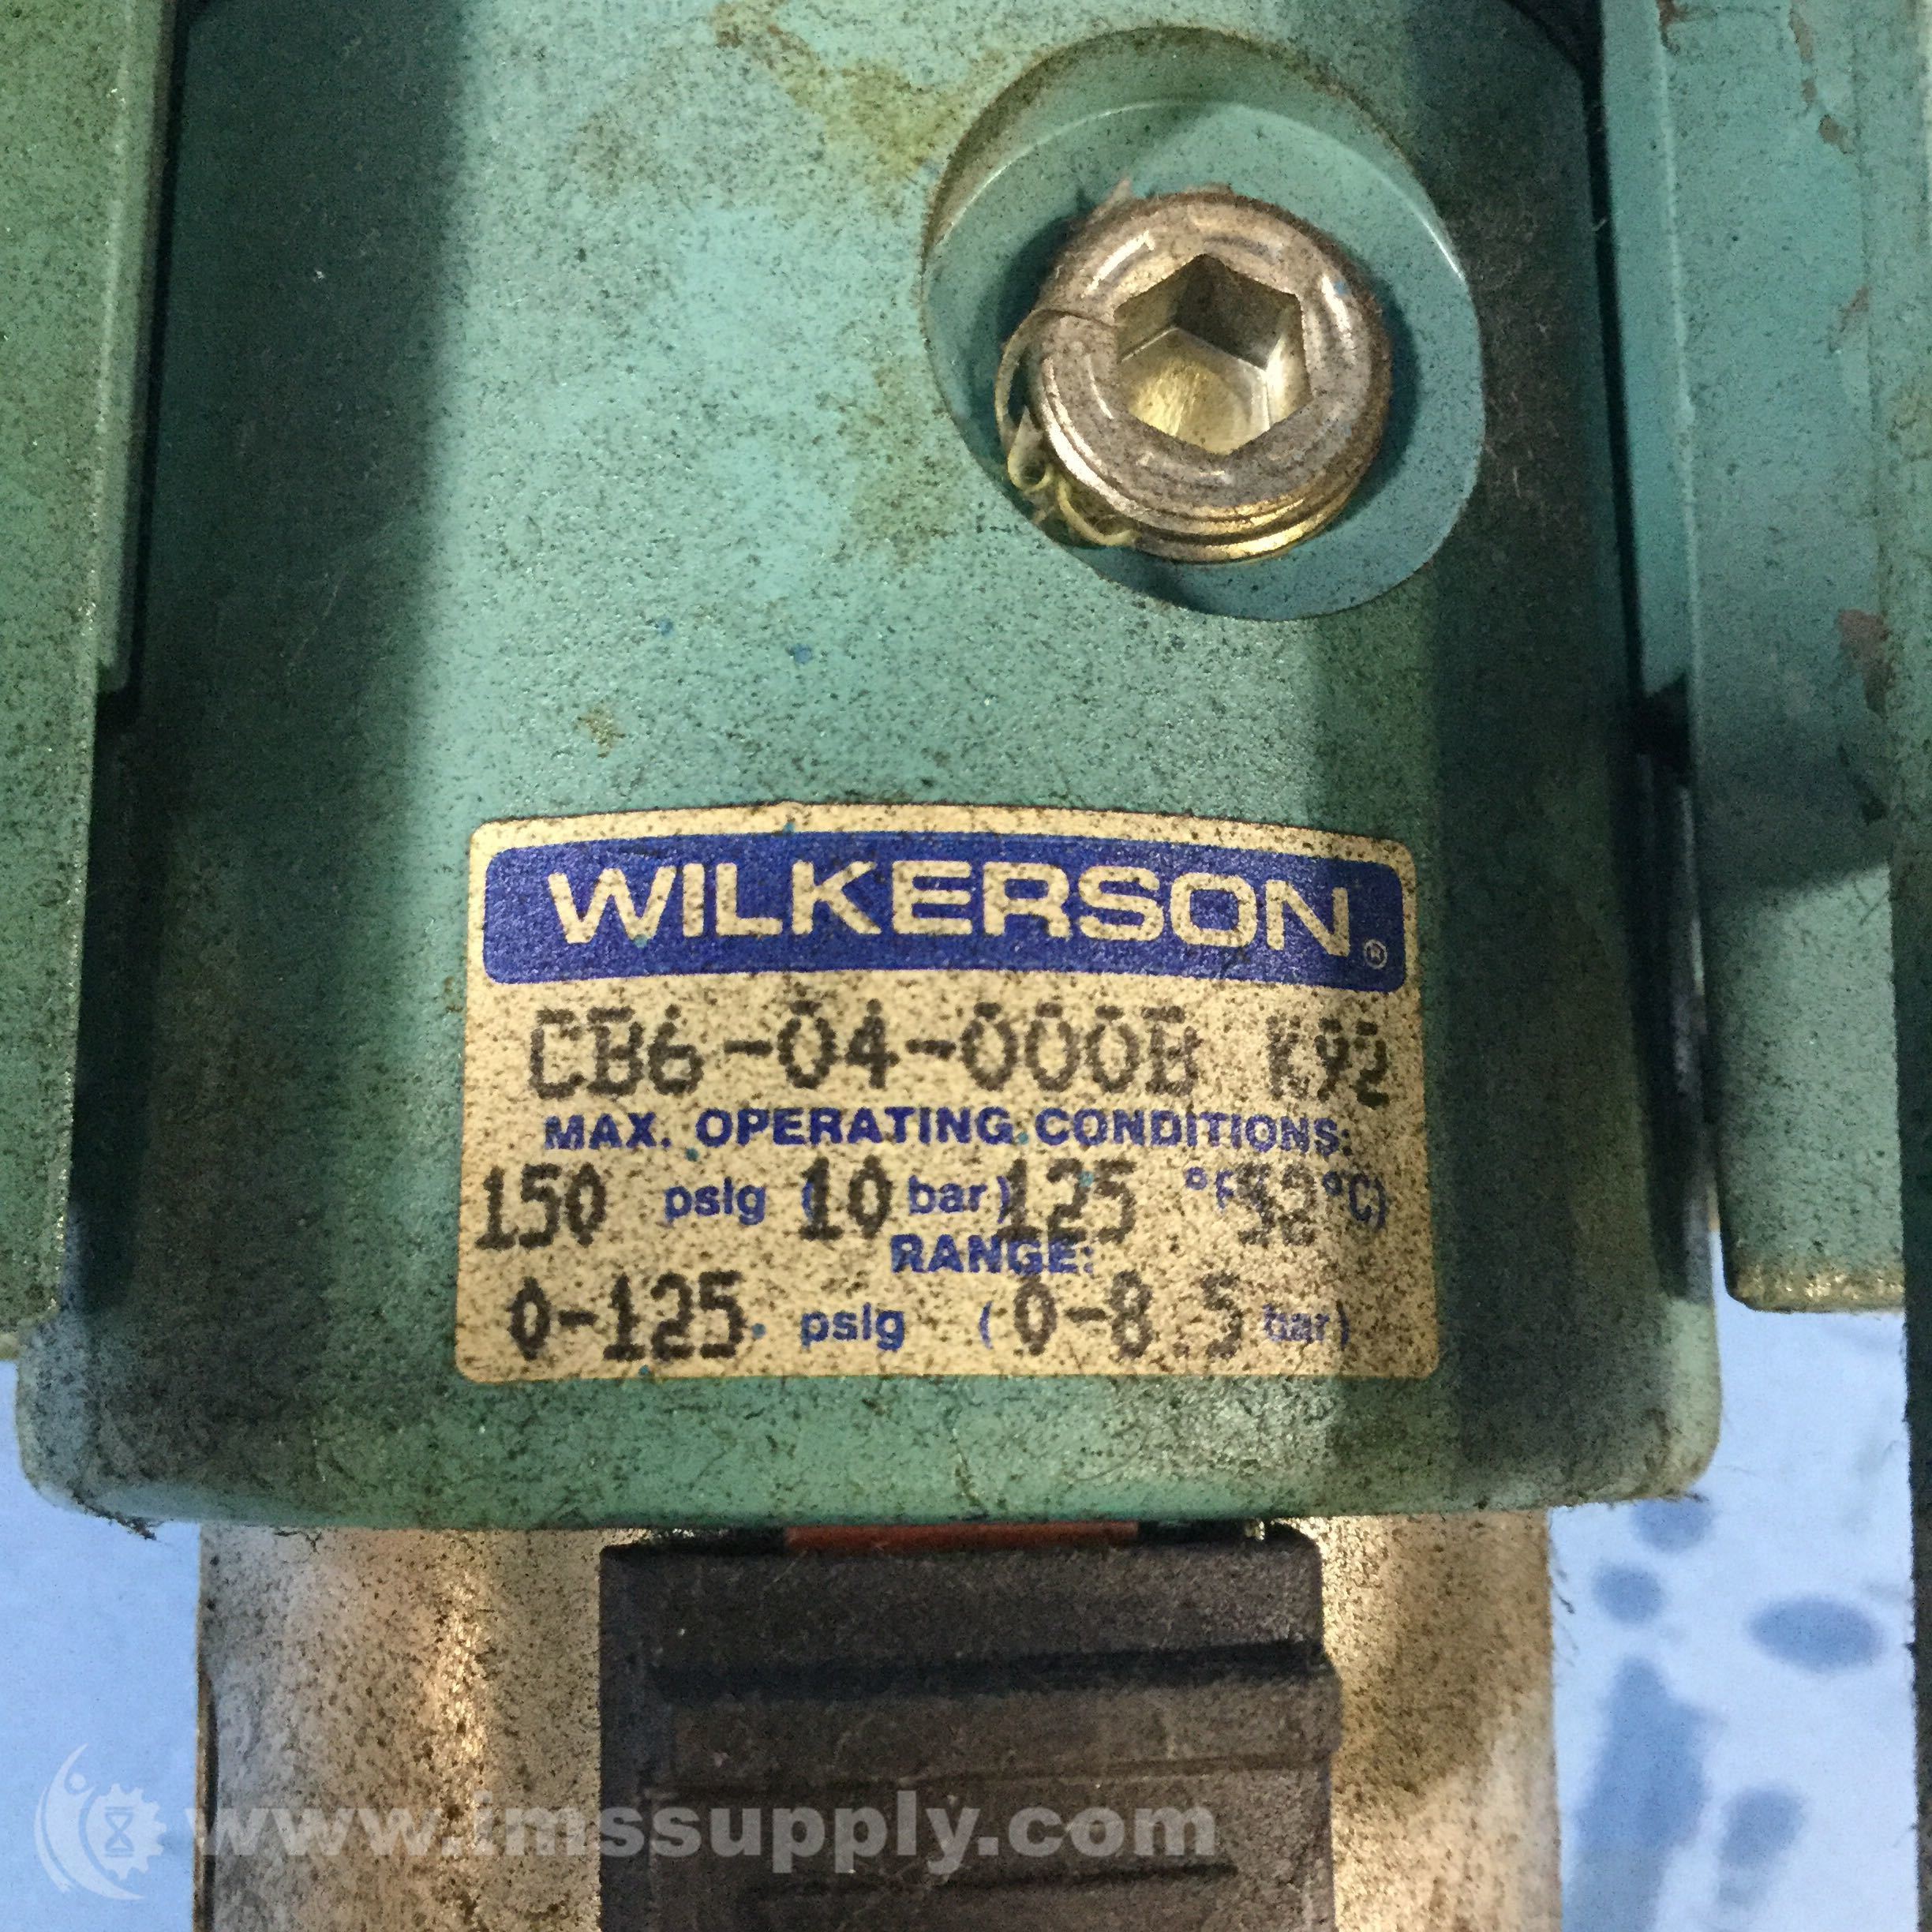 WILKERSON®
CB6-04-000B K92
MAX. OPERATING CONDITIONS:
150 psig (10 bar) 125 °F(52°C)
RANGE:
0-125 psig (0-8.5 bar)
www.imssupply.com